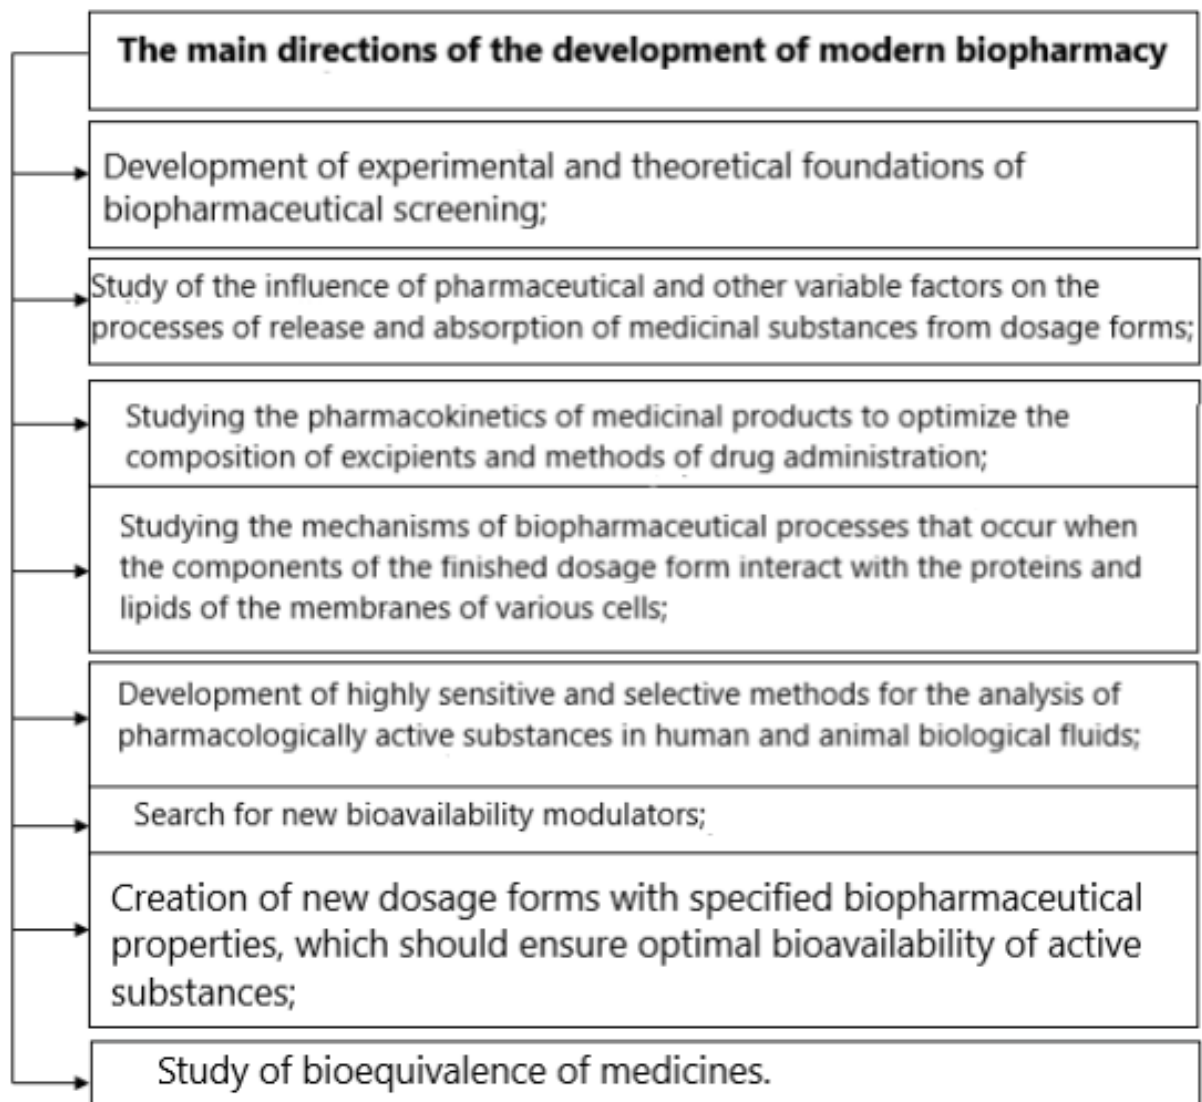 The main directions of the development of modern biopharmacy
Development of experimental and theoretical foundations of
biopharmaceutical screening;
Study of the influence of pharmaceutical and other variable factors on the
processes of release and absorption of medicinal substances from dosage forms;
Studying the pharmacokinetics of medicinal products to optimize the
composition of excipients and methods of drug administration;
Studying the mechanisms of biopharmaceutical processes that occur when
the components of the finished dosage form interact with the proteins and
lipids of the membranes of various cells;
Development of highly sensitive and selective methods for the analysis of
pharmacologically active substances in human and animal biological fluids;
Search for new bioavailability modulators;
Creation of new dosage forms with specified biopharmaceutical
properties, which should ensure optimal bioavailability of active
substances;
Study of bioequivalence of medicines.